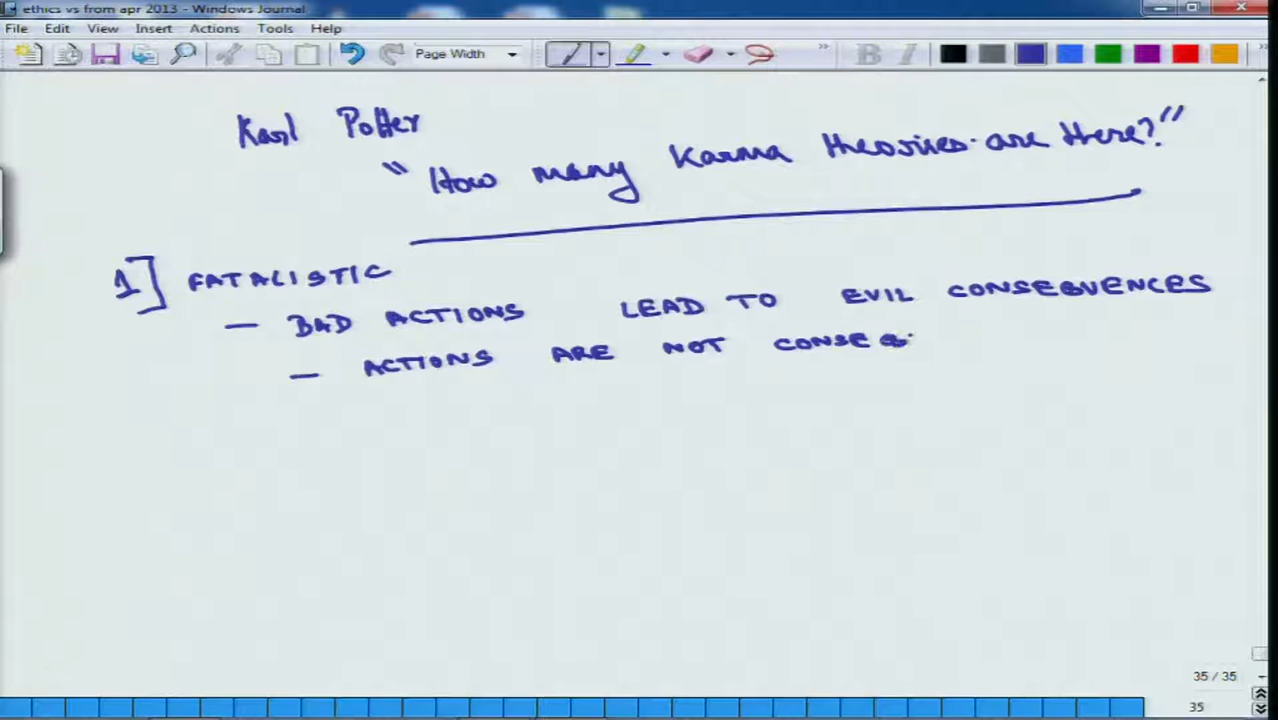 ethics vs from apr 2013 - Windows Journal
File Edit View Insert Actions Tools Help
Page Width
B I
Karl Potter
"How many Karma theories are there?"
1] FATALISTIC
- BAD ACTIONS LEAD TO EVIL CONSEQUENCES
- ACTIONS ARE NOT CONSEQ
35 / 35
35